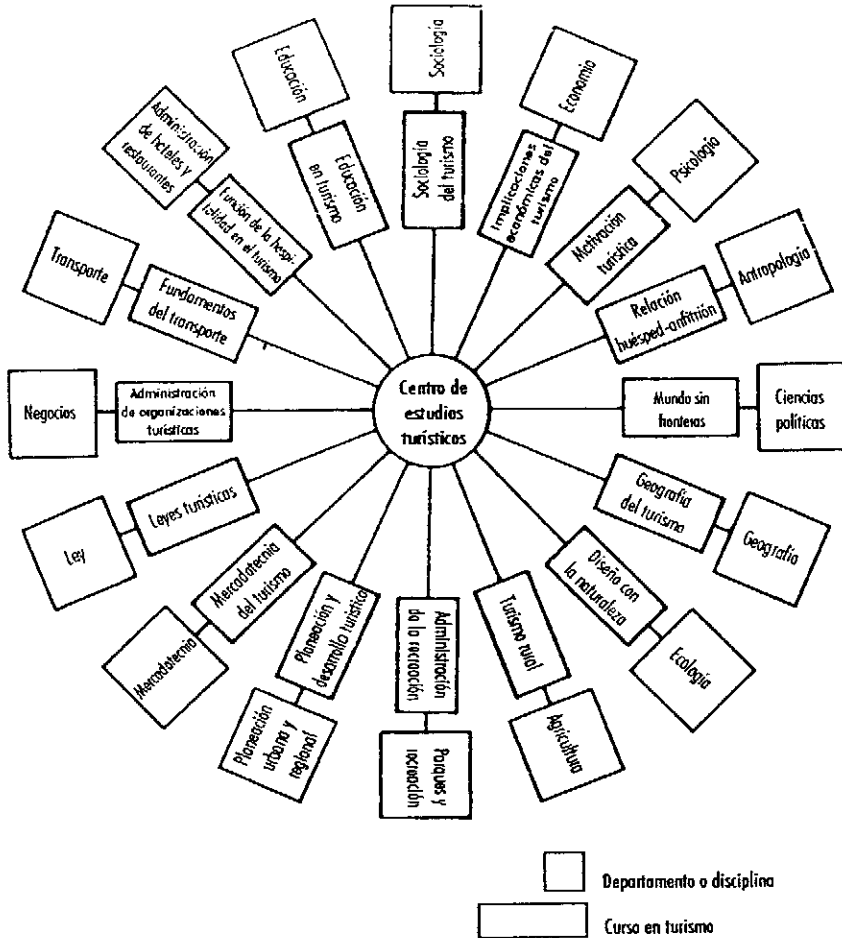 Sociología
Sociología
del turismo
Economía
Implicaciones
económicas del
turismo
Psicología
Motivación
turística
Antropología
Relación
huésped-anfitrión
Ciencias
políticas
Mundo sin
fronteras
Geografía
Geografía
del turismo
Ecología
Diseño con
la naturaleza
Agricultura
Turismo rural
Parques y
recreación
Administración
da la recreación
Planeación
urbana y
regional
Planeación y
desarrollo turístico
Mercadotecnia
Mercadotecnia
del turismo
Ley
Leyes turísticas
Negocios
Administración
de organizaciones
turísticas
Transporte
Fundamentos
del transporte
Administración
de hoteles y
restaurantes
Función de la hospi
talidad en el turismo
Educación
Educación
en turismo
Centro de
estudios
turísticos
Departamento o disciplina
Curso en turismo